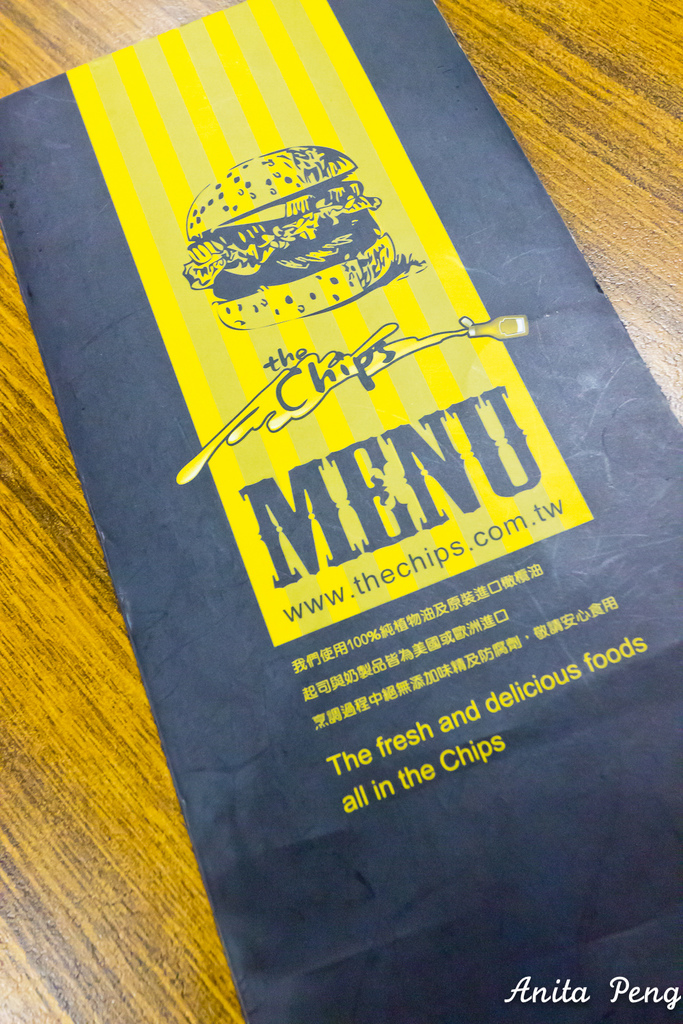 the
Chips
MENU
www.thechips.com.tw
我們使用100%純植物油及原裝進口橄欖油
起司與奶製品皆為美國或歐洲進口
烹調過程中絕無添加味精及防腐劑，敬請安心食用
The fresh and delicious foods
all in the Chips
Anita Peng